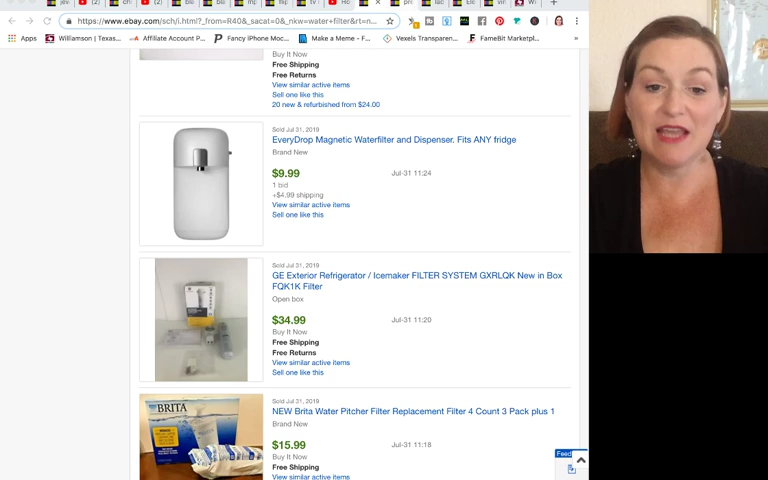 https://www.ebay.com/sch/i.html?_from=R40&_sacat=0&_nkw=water+filter&rt=n...
Apps Williamson | Texas... Affiliate Account P... Fancy iPhone Moc... Make a Meme - F... Vexels Transparen... FameBit Marketpl... »
Buy It Now
Free Shipping
Free Returns
View similar active items
Sell one like this
20 new & refurbished from $24.00
Sold Jul 31, 2019
EveryDrop Magnetic Waterfilter and Dispenser. Fits ANY fridge
Brand New
$9.99 Jul-31 11:24
1 bid
+$4.99 shipping
View similar active items
Sell one like this
Sold Jul 31, 2019
GE Exterior Refrigerator / Icemaker FILTER SYSTEM GXRLQK New in Box
FQK1K Filter
Open box
$34.99 Jul-31 11:20
Buy It Now
Free Shipping
Free Returns
View similar active items
Sell one like this
Sold Jul 31, 2019
NEW Brita Water Pitcher Filter Replacement Filter 4 Count 3 Pack plus 1
Brand New
BRITA
$15.99 Jul-31 11:18
Buy It Now
Free Shipping
View similar active items
Feed